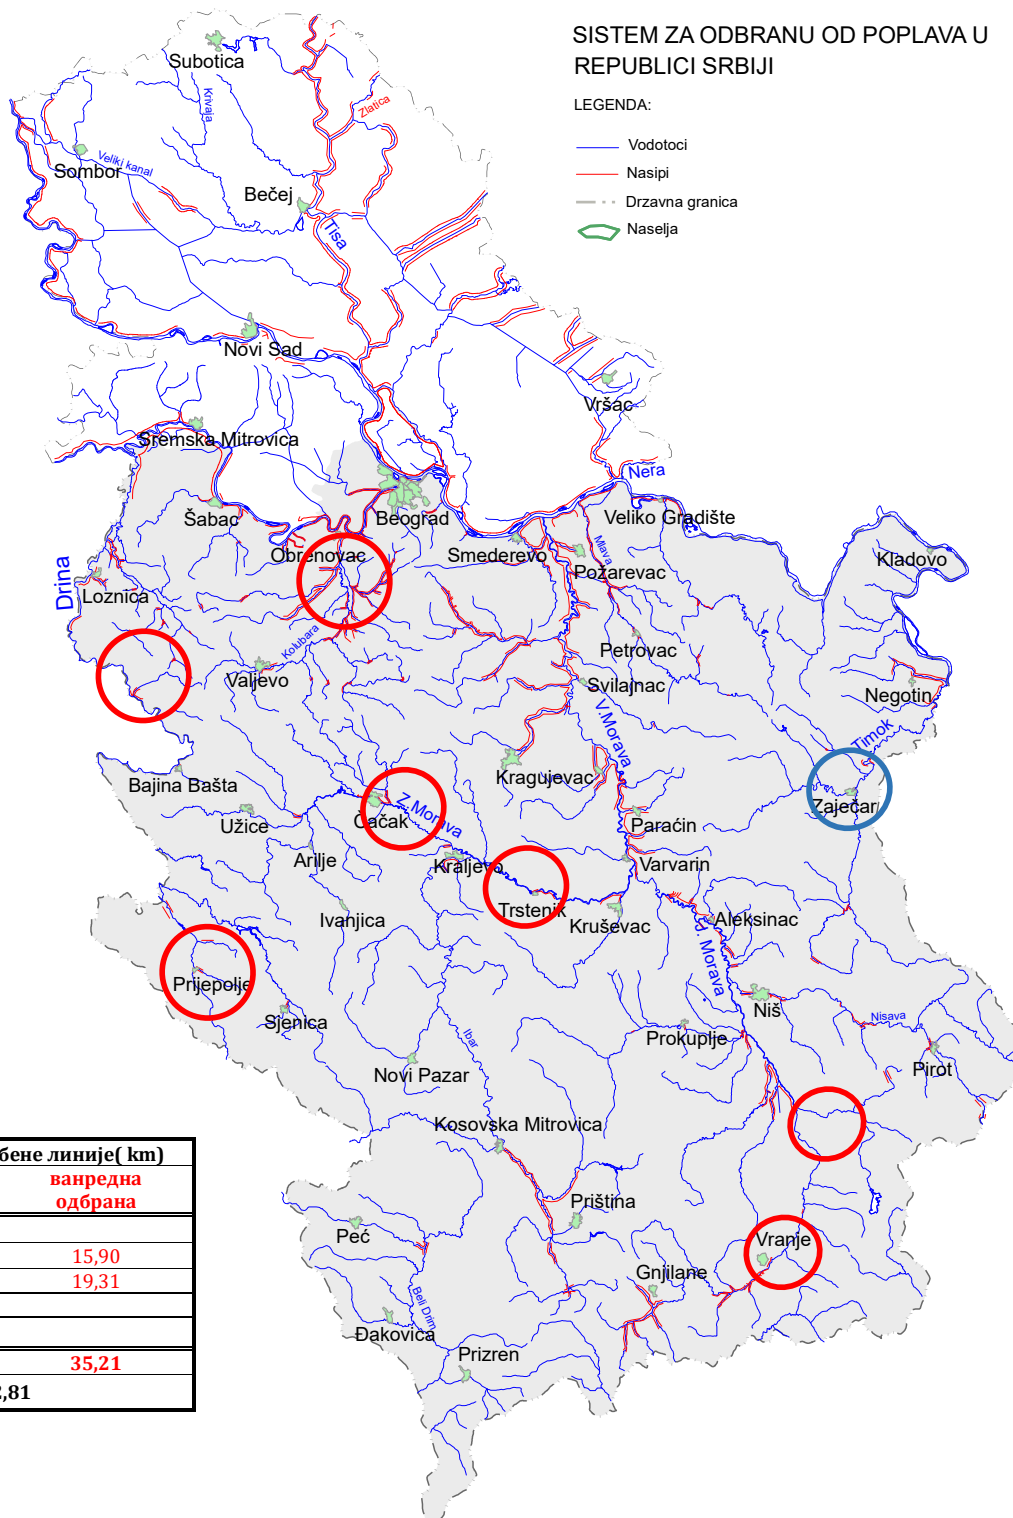 SISTEM ZA ODBRANU OD POPLAVA U
REPUBLICI SRBIJI
LEGENDA:
Vodotoci
Nasipi
Drzavna granica
Naselja
Subotica
Krivaja
Zlatica
Veliki kanal
Sombor
Bečej
Tisa
Novi Sad
Vršac
Sremska Mitrovica
Nera
Šabac
Beograd
Veliko Gradište
Obrenovac
Smederevo
Mlava
Požarevac
Kladovo
Drina
Loznica
Kolubara
Petrovac
Valjevo
Svilajnac
Negotin
V.Morava
Timok
Bajina Bašta
Kragujevac
Zaječar
Užice
Čačak
Z.Morava
Paraćin
Arilje
Kraljevo
Varvarin
Ivanjica
Trstenik
Kruševac
Aleksinac
J. Morava
Prijepolje
Sjenica
Niš
Nisava
Ibar
Prokuplje
Pirot
Novi Pazar
Kosovska Mitrovica
Priština
Peć
Vranje
Gnjilane
Beli Drim
Đakovica
Prizren
бене линије( km)
ванредна
одбрана
15,90
19,31
35,21
,81